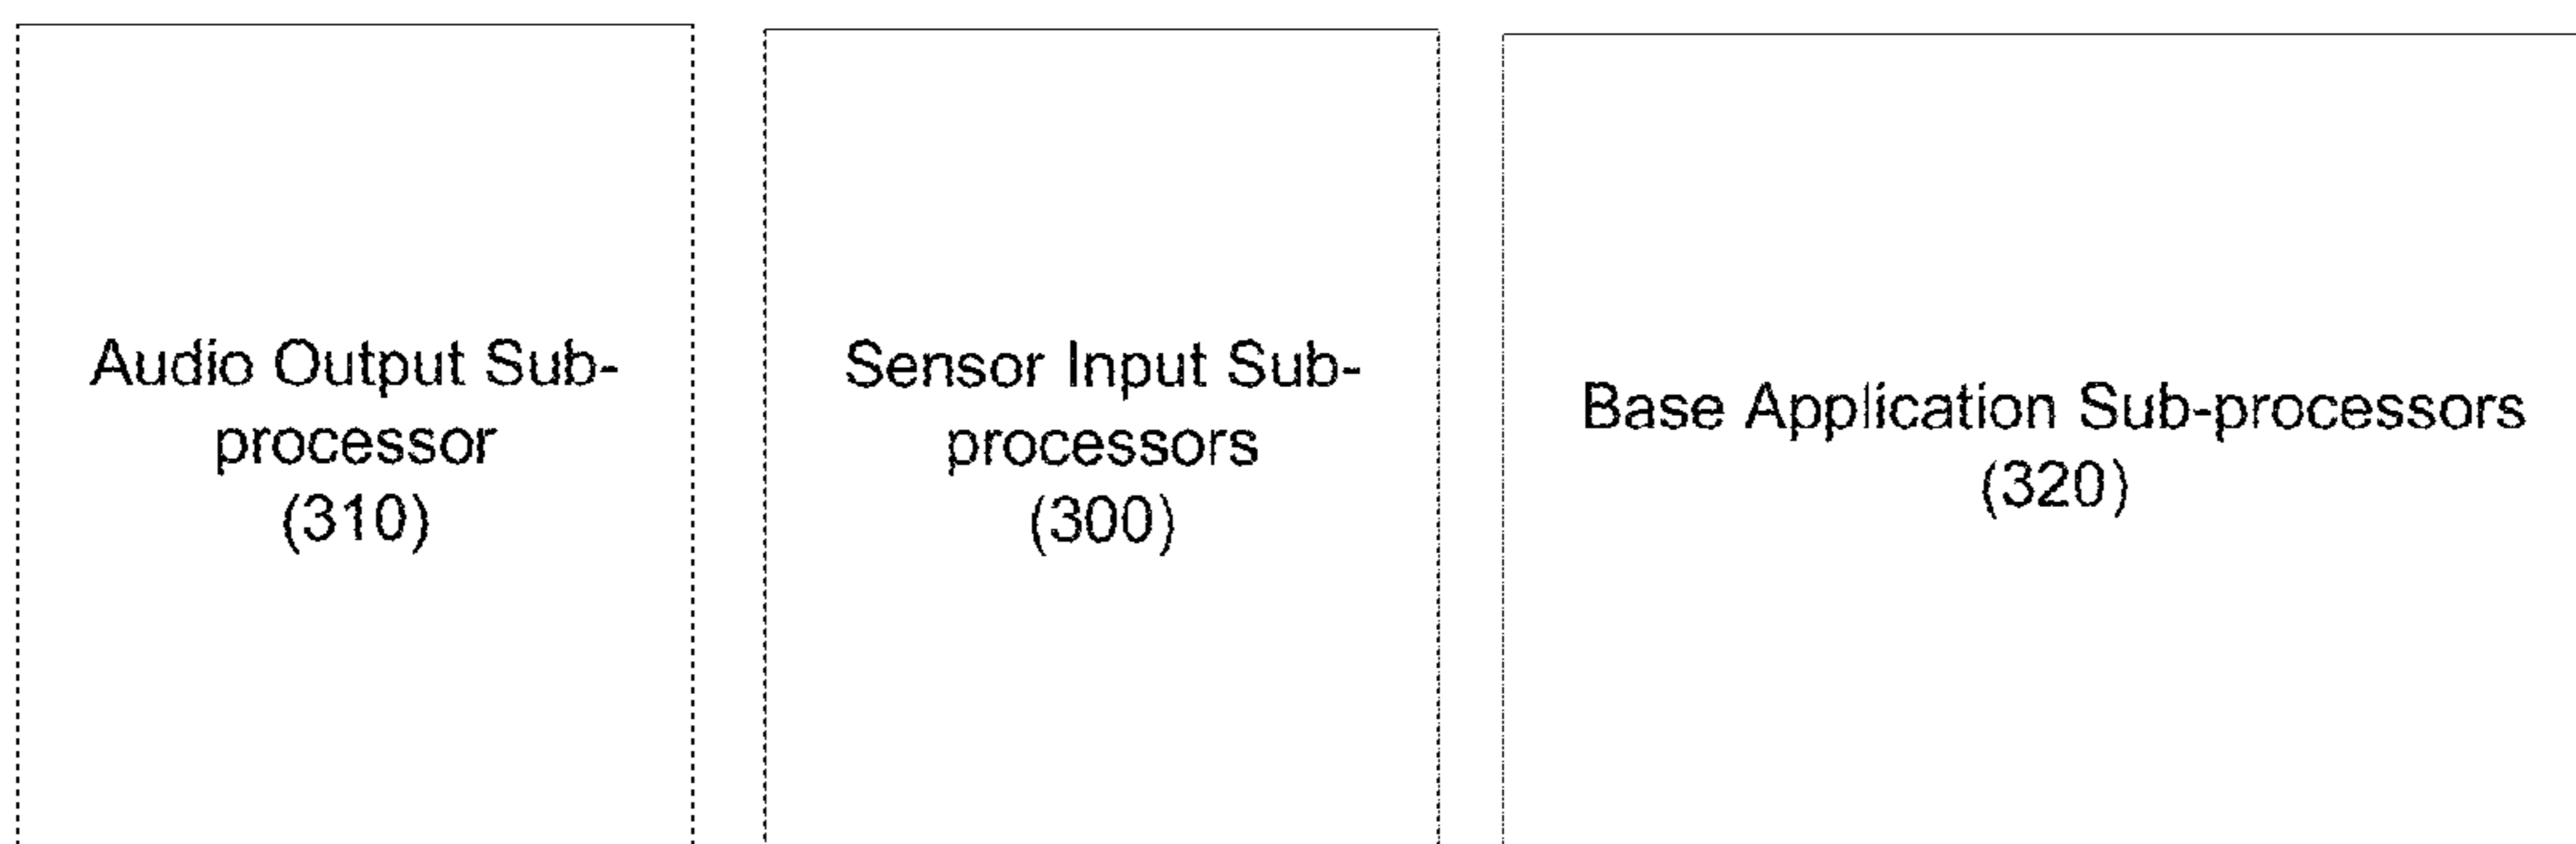 Audio Output Sub-
processor
(310)
Sensor Input Sub-
processors
(300)
Base Application Sub-processors
(320)